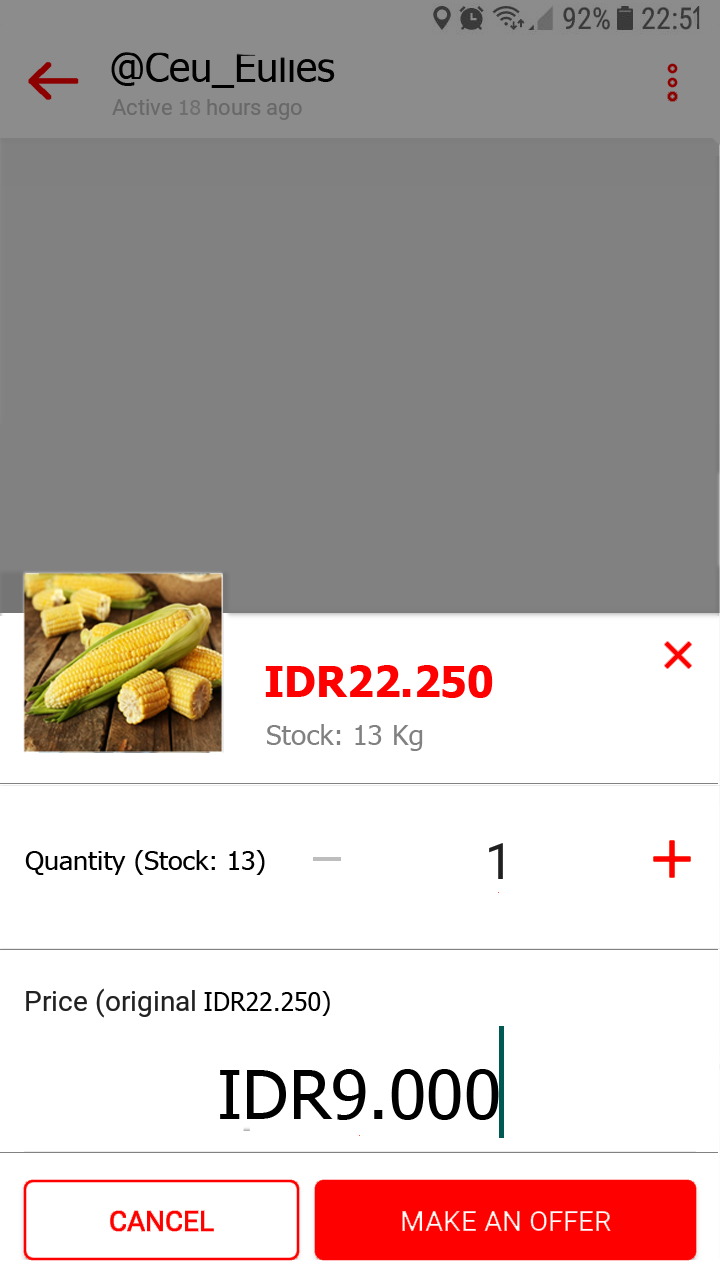 92% 22:51
@Ceu_Eulies
Active 18 hours ago
IDR22.250
Stock: 13 Kg
Quantity (Stock: 13)
1
Price (original IDR22.250)
IDR9.000
CANCEL
MAKE AN OFFER